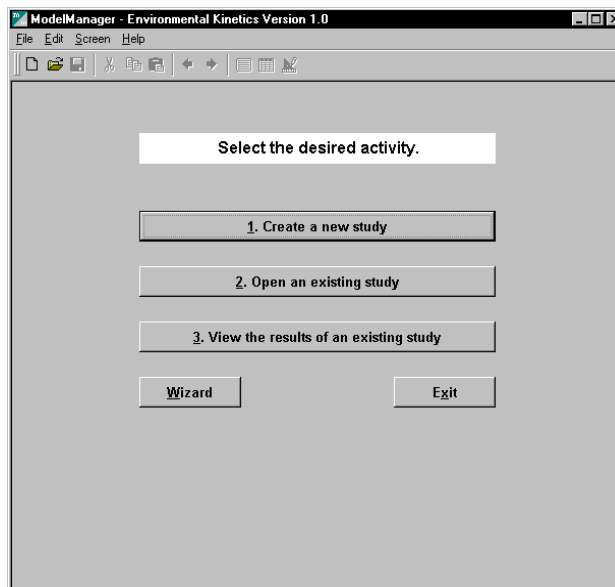 ModelManager - Environmental Kinetics Version 1.0
File Edit Screen Help
Select the desired activity.
1. Create a new study
2. Open an existing study
3. View the results of an existing study
Wizard Exit